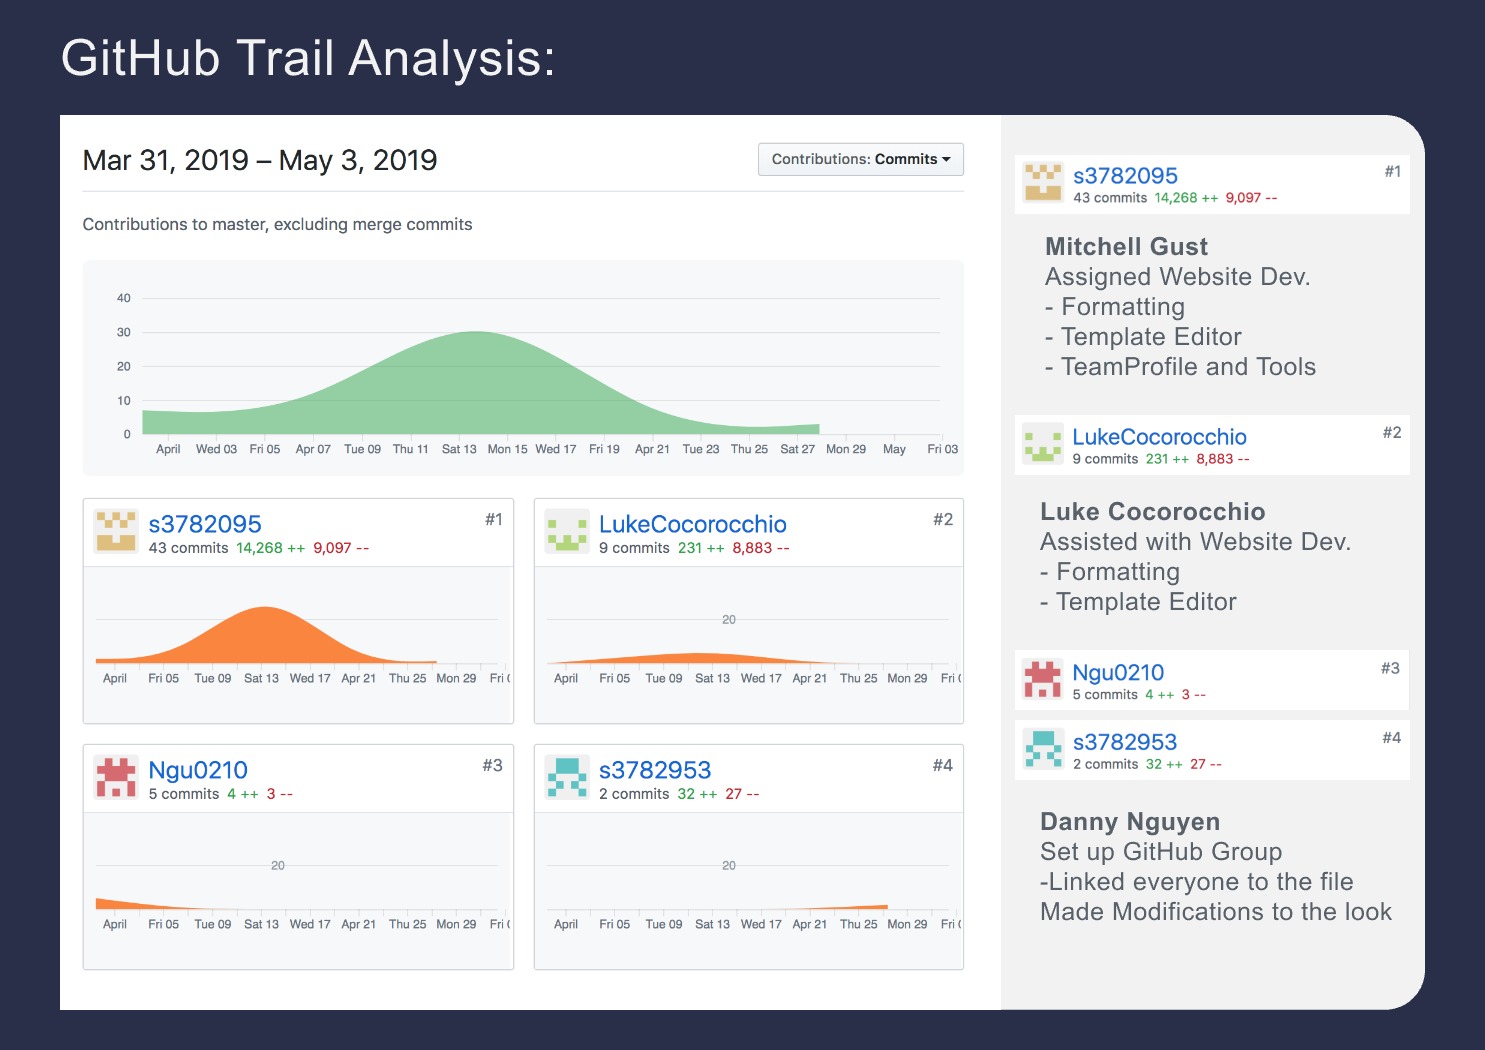 GitHub Trail Analysis:
Mar 31, 2019 – May 3, 2019
Contributions: Commits
Contributions to master, excluding merge commits
40
30
20
10
0
April Wed 03 Fri 05 Apr 07 Tue 09 Thu 11 Sat 13 Mon 15 Wed 17 Fri 19 Apr 21 Tue 23 Thu 25 Sat 27 Mon 29 May Fri 03
s3782095 #1
43 commits 14,268 ++ 9,097 --
April Fri 05 Tue 09 Sat 13 Wed 17 Apr 21 Thu 25 Mon 29 Fri
LukeCocorocchio #2
9 commits 231 ++ 8,883 --
20
April Fri 05 Tue 09 Sat 13 Wed 17 Apr 21 Thu 25 Mon 29 Fri
Ngu0210 #3
5 commits 4 ++ 3 --
20
April Fri 05 Tue 09 Sat 13 Wed 17 Apr 21 Thu 25 Mon 29 Fri
s3782953 #4
2 commits 32 ++ 27 --
20
April Fri 05 Tue 09 Sat 13 Wed 17 Apr 21 Thu 25 Mon 29 Fri
s3782095 #1
43 commits 14,268 ++ 9,097 --
Mitchell Gust
Assigned Website Dev.
- Formatting
- Template Editor
- TeamProfile and Tools
LukeCocorocchio #2
9 commits 231 ++ 8,883 --
Luke Cocorocchio
Assisted with Website Dev.
- Formatting
- Template Editor
Ngu0210 #3
5 commits 4 ++ 3 --
s3782953 #4
2 commits 32 ++ 27 --
Danny Nguyen
Set up GitHub Group
-Linked everyone to the file
Made Modifications to the look